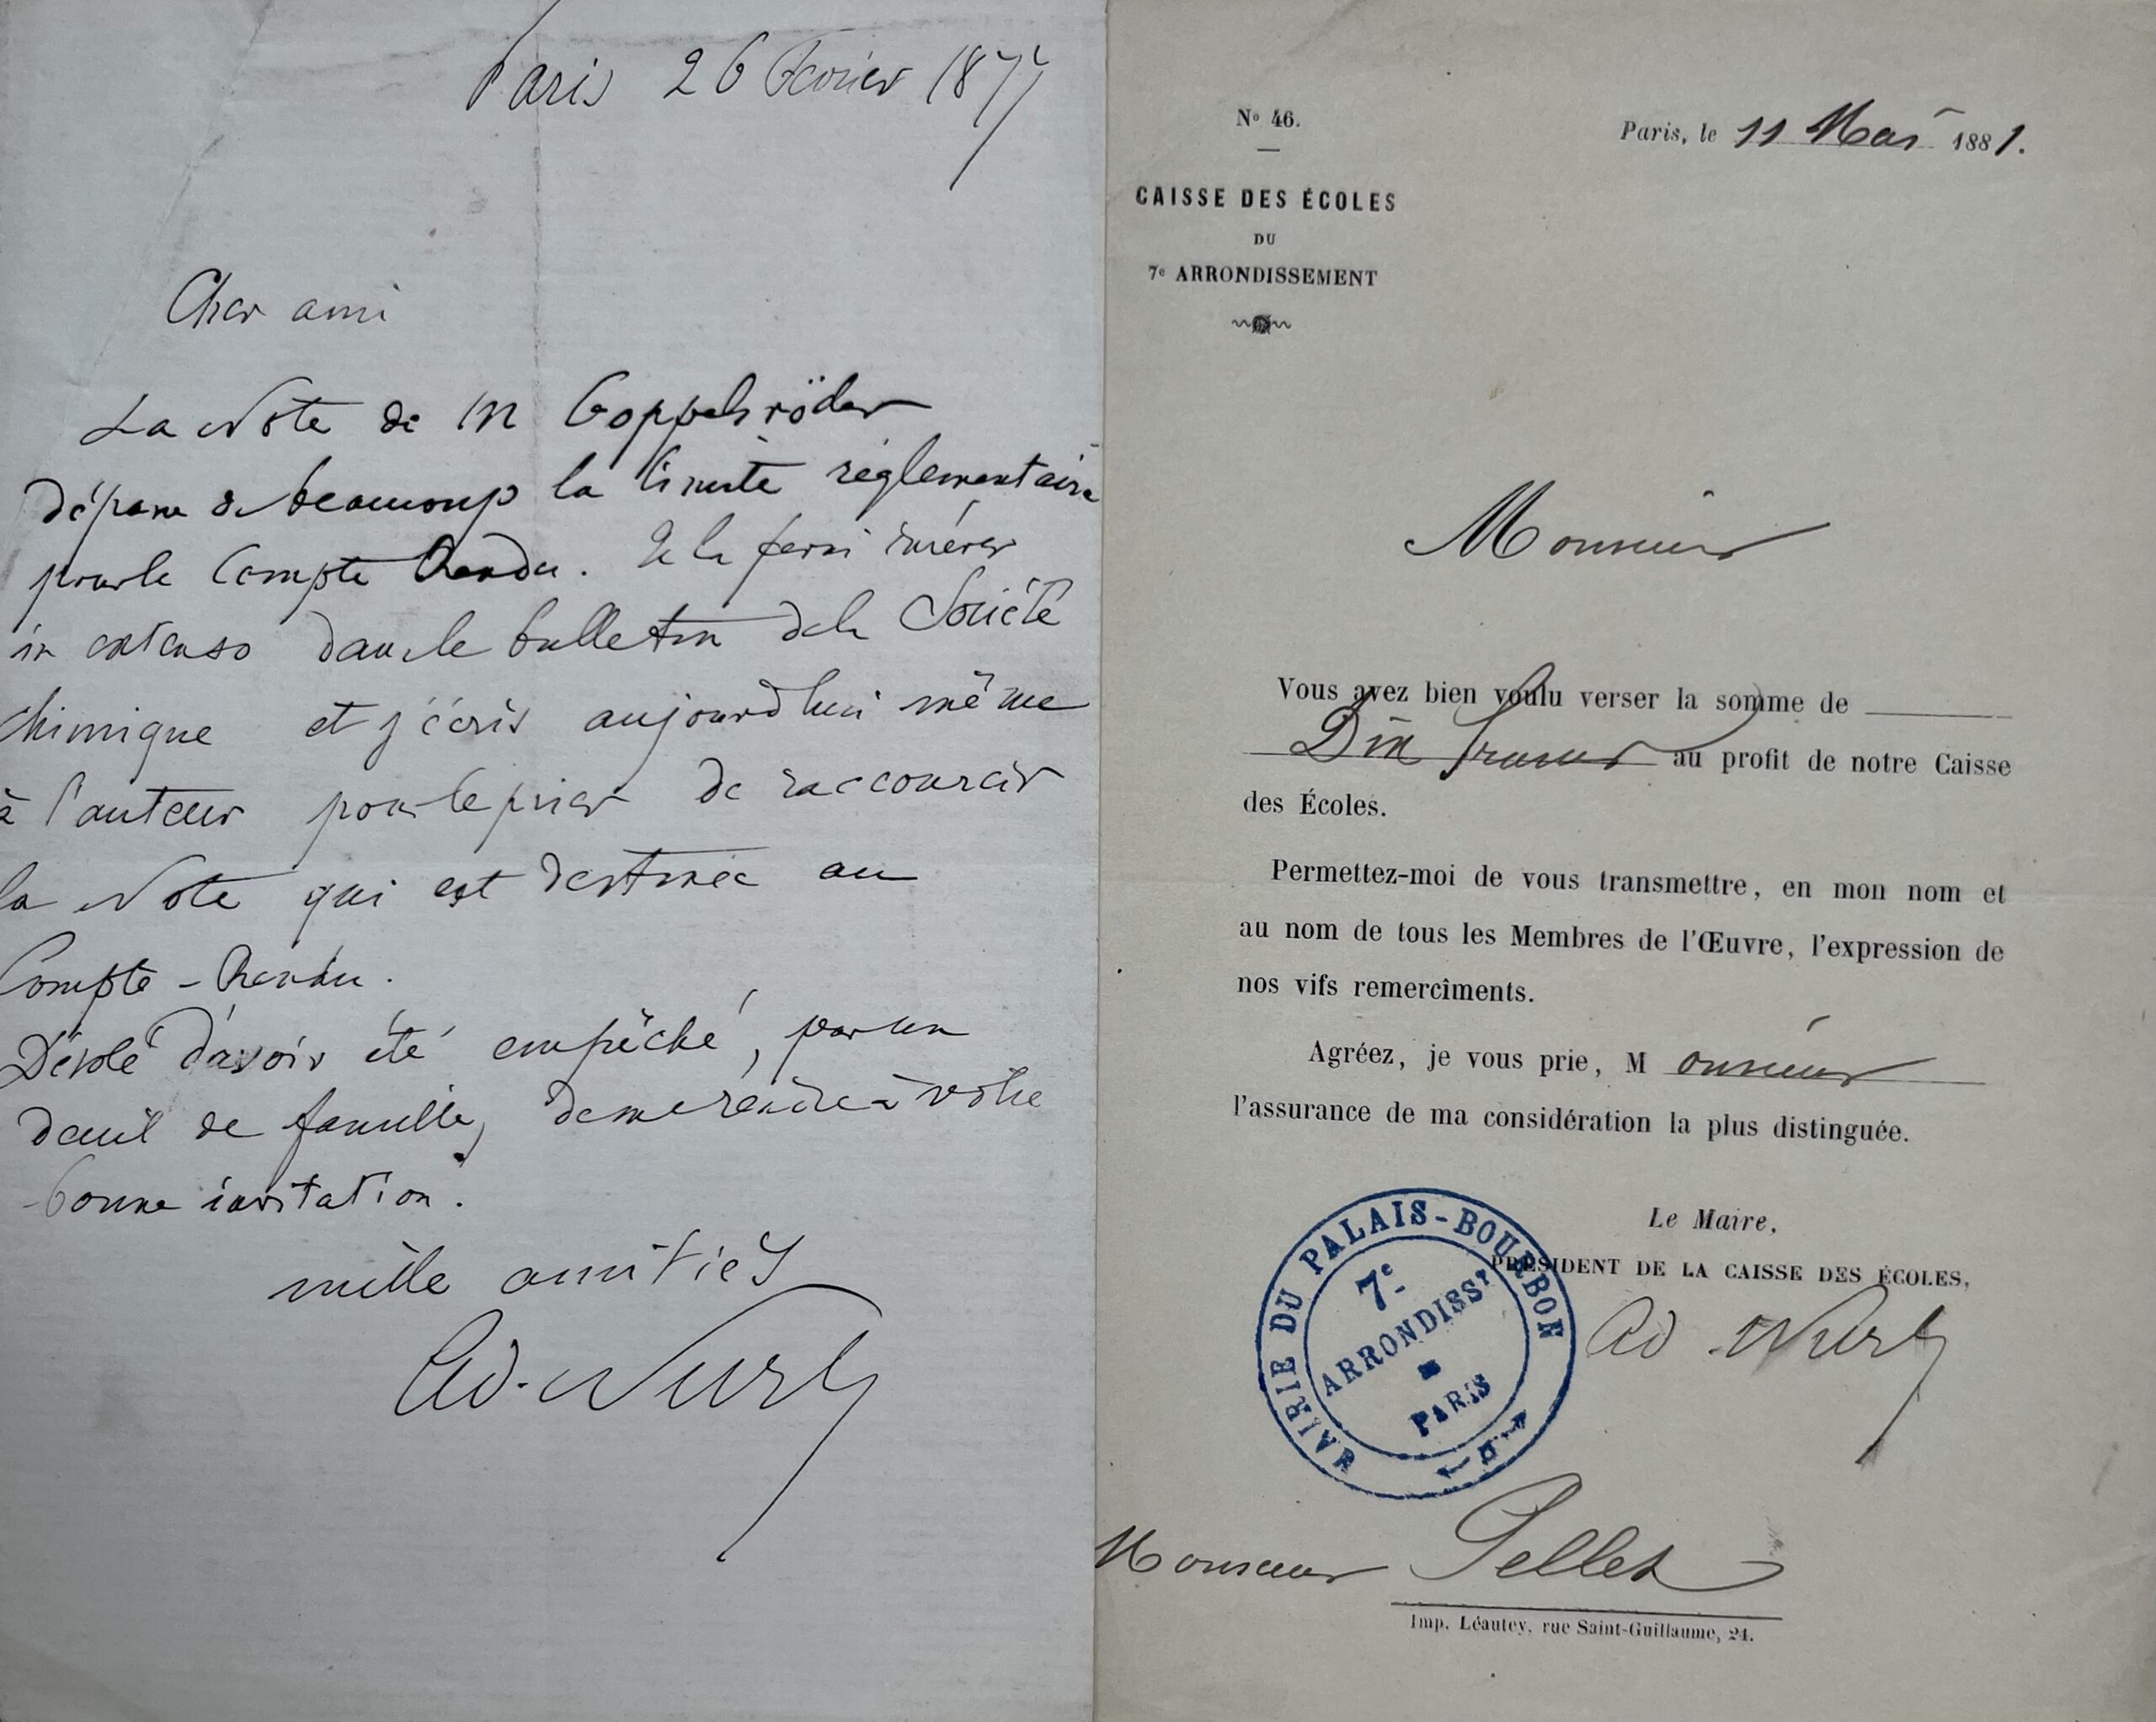 Paris 26 Fevrier 1877
Cher ami
La Note de M Goppelsröder
dépasse de beaucoup la limite réglementaire
pour le Compte Rendu. Je la ferai insérer
in extenso dans le bulletin de la Société
chimique et j'écris aujourd'hui même
à l'auteur pour le prier de raccourcir
la Note qui est destinée au
Compte-Rendu.
Désolé d'avoir été empêché, par un
deuil de famille, de me rendre à votre
bonne invitation.
mille amitiés
Ad. Wurtz
No 46.
Paris, le 11 Mai 1881.
CAISSE DES ÉCOLES
DU
7e ARRONDISSEMENT
Monsieur
Vous avez bien voulu verser la somme de
Dix francs au profit de notre Caisse
des Écoles.
Permettez-moi de vous transmettre, en mon nom et
au nom de tous les Membres de l'Œuvre, l'expression de
nos vifs remercîments.
Agréez, je vous prie, Monsieur
l'assurance de ma considération la plus distinguée.
Le Maire,
PRÉSIDENT DE LA CAISSE DES ÉCOLES,
Ad. Wurtz
MAIRIE DU PALAIS-BOURBON
7e
ARRONDISST
PARIS
Monsieur Pellet
Imp. Léautey, rue Saint-Guillaume, 24.